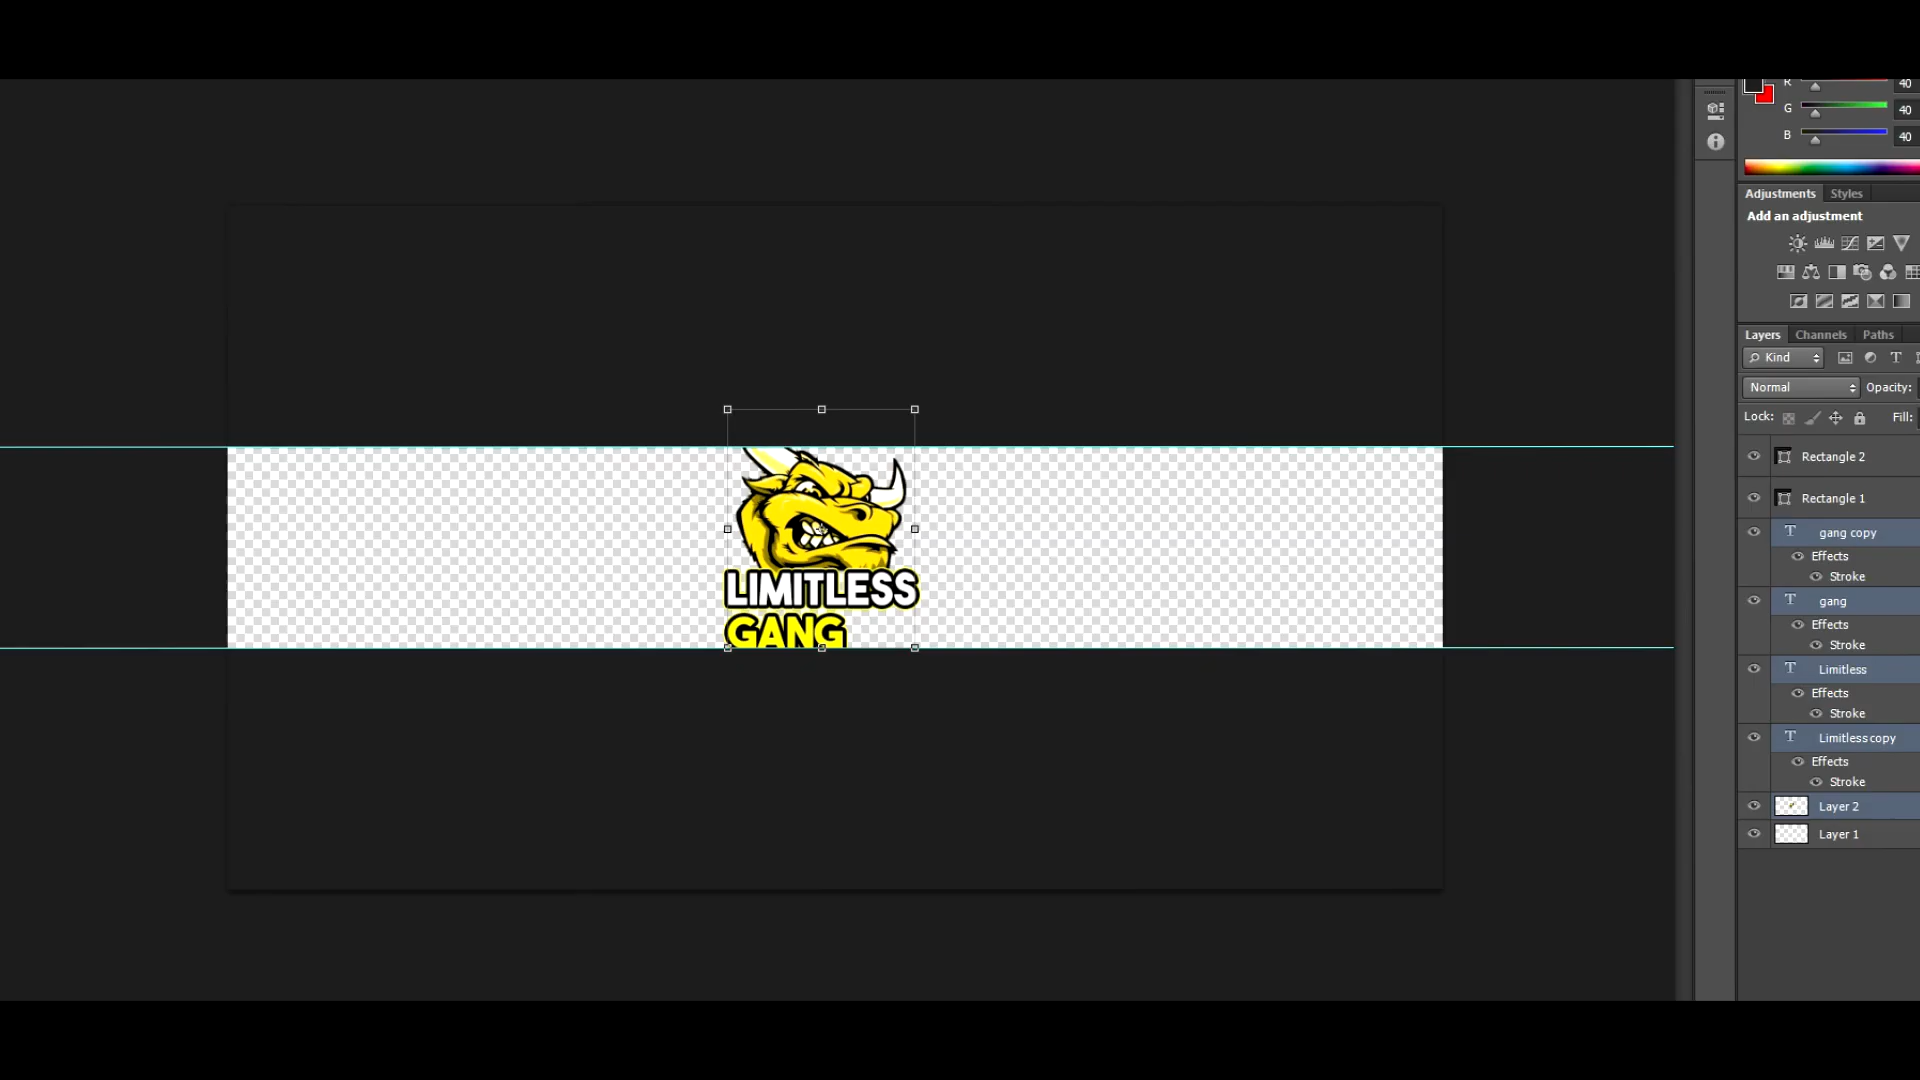 R 40
G 40
B 40
Adjustments Styles
Add an adjustment
Layers Channels Paths
Kind T
Normal Opacity:
Lock: Fill:
Rectangle 2
Rectangle 1
T gang copy
Effects
Stroke
T gang
Effects
Stroke
T Limitless
Effects
Stroke
T Limitless copy
Effects
Stroke
Layer 2
Layer 1
LIMITLESS
GANG